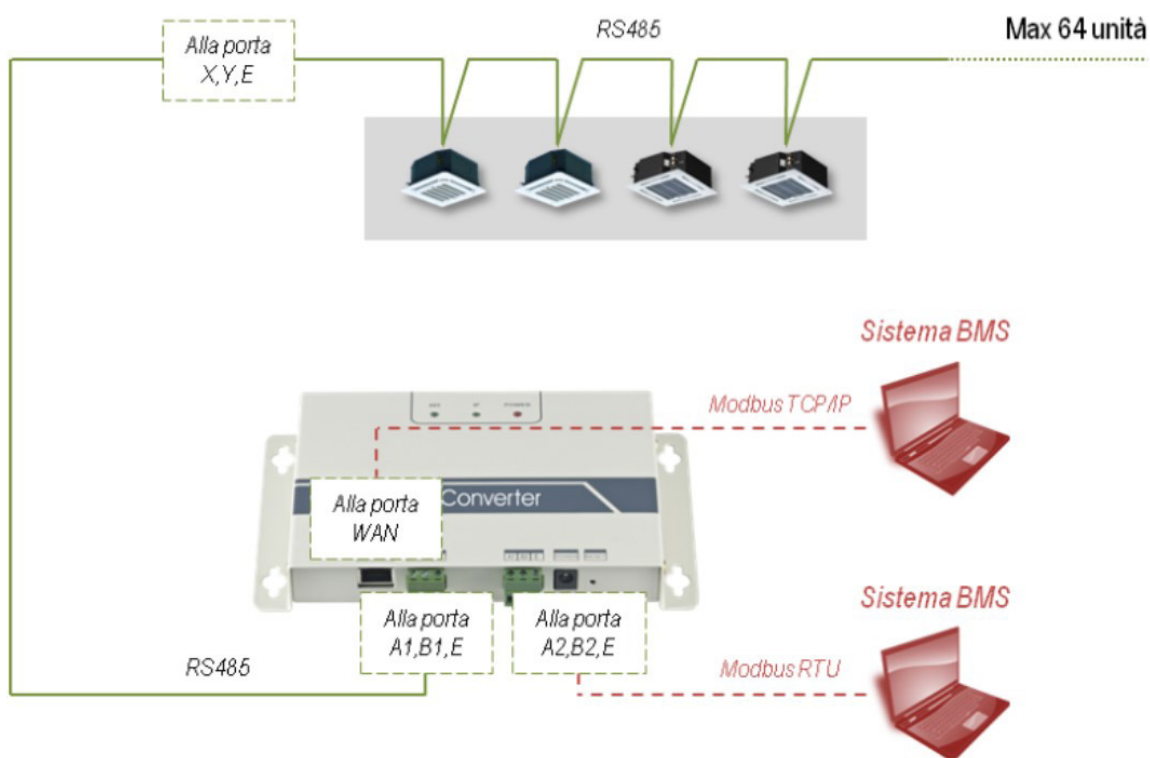 Alla porta
X,Y,E
RS485
Max 64 unità
Sistema BMS
Modbus TCP/IP
POWER
Alla porta
WAN
Converter
Alla porta
A1,B1,E
Alla porta
A2,B2,E
Sistema BMS
RS485
Modbus RTU